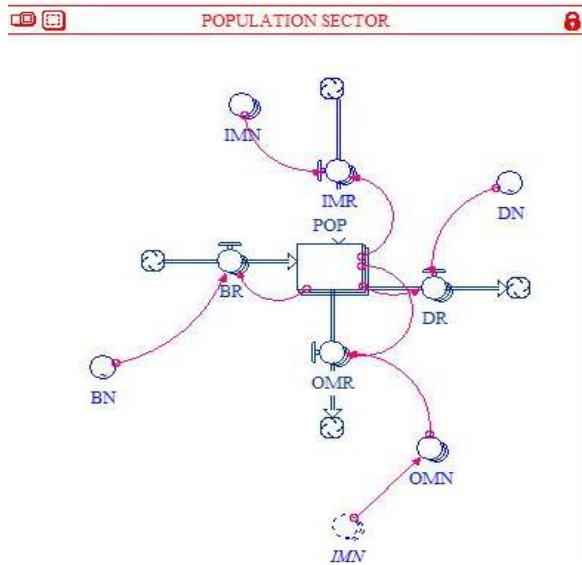 POPULATION SECTOR
IMN
IMR
DN
POP
BR
DR
OMR
BN
OMN
IMN